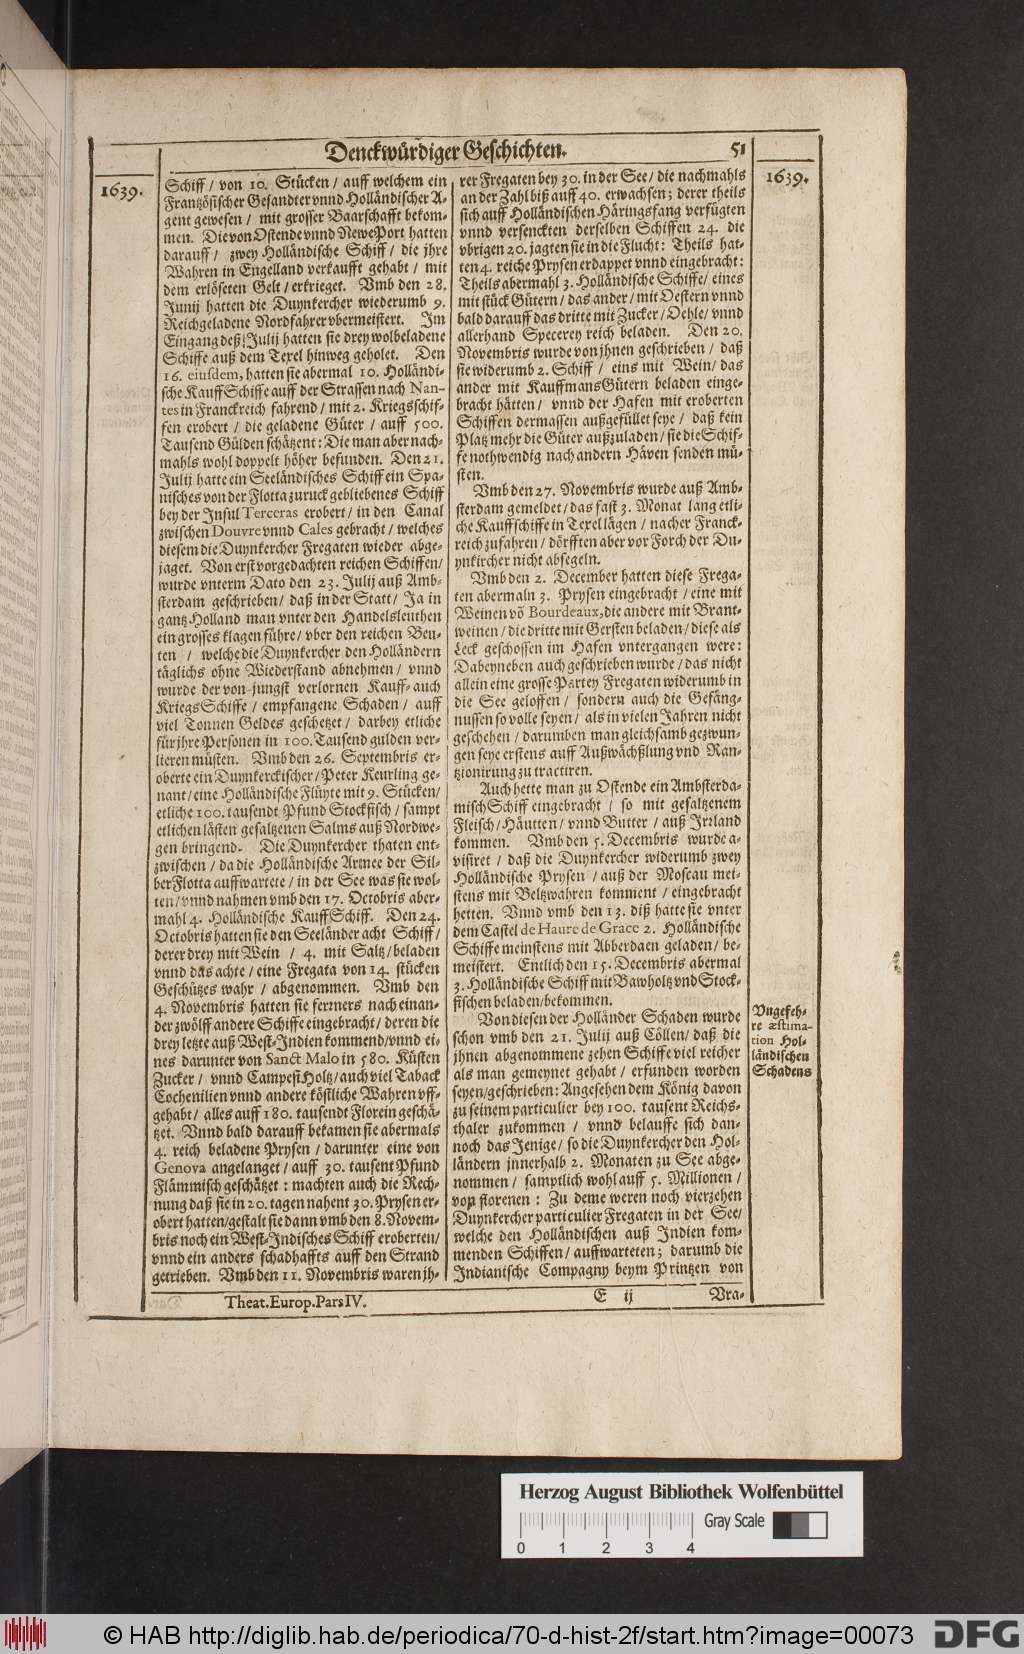 Denckwürdiger Geschichten.
51
1639.
Schiff / von 10. Stücken / auff welchem ein
Frantzösischer Gesandter vnnd Holländischer A-
gent gewesen / mit grosser Baarschafft bekom-
men. Die von Ostende vnnd NewePort hatten
darauff / zwey Holländische Schiff / die jhre
Wahren in Engelland verkaufft gehabt / mit
dem erlöseten Gelt / erkrieget. Vmb den 28.
Junij hatten die Duynkercher wiederumb 9.
Reichgeladene Nordfahrer vbermeistert. Im
Eingang deß Julij hatten sie drey wolbeladene
Schiffe auß dem Texel hinweg geholet. Den
16. eiusdem, hatten sie abermal 10. Holländi-
sche Kauff Schiffe auff der Strassen nach Nan-
tes in Franckreich fahrend / mit 2. Kriegsschif-
fen erobert / die geladene Güter / auff 500.
Tausend Gülden schätzent: Die man aber nach-
mahls wohl doppelt höher befunden. Den 21.
Julij hatte ein Seeländisches Schiff ein Spa-
nisches von der Flotta zuruck gebliebenes Schiff
bey der Insul Terceras erobert / in den Canal
zwischen Douvre vnnd Cales gebracht / welches
diesem die Duynkercher Fregaten wieder abge-
jaget. Von erst vorgedachten reichen Schiffen /
wurde vnterm Dato den 23. Julij auß Amb-
sterdam geschrieben / daß in der Statt / Ja in
gantz Holland man vnter den Handelsleuthen
ein grosses klagen führe / vber den reichen Beu-
ten / welche die Duynkercher den Holländern
täglichs ohne Wiederstand abnehmen / vnnd
wurde der von jungst verlornen Kauff- auch
Kriegs Schiffe / empfangene Schaden / auff
viel Tonnen Geldes geschetzet / darbey etliche
für jhre Personen in 100. Tausend gulden ver-
lieren müsten. Vmb den 26. Septembris er-
oberte ein Duynkerckischer / Peter Keurling ge-
nant / eine Holländische Flüyte mit 9. Stücken /
etliche 100. tausendt Pfund Stockfisch / sampt
etlichen lästen gesaltzenen Salms auß Nordwe-
gen bringend. Die Duynkercher thaten ent-
zwischen / da die Holländische Armee der Sil-
ber Flotta auffwartete / in der See was sie wol-
ten / vnnd nahmen vmb den 17. Octobris aber-
mahl 4. Holländische Kauff Schiff. Den 24.
Octobris hatten sie den Seeländer acht Schiff /
derer drey mit Wein / 4. mit Saltz / beladen
vnnd das achte / eine Fregata von 14. stücken
Geschützes wahr / abgenommen. Vmb den
4. Novembris hatten sie ferrners nach einan-
der zwölff andere Schiffe eingebracht / deren die
drey letzte auß West-Indien kommend / vnnd ei-
nes darunter von Sanct Malo in 580. Küsten
Zucker / vnnd Campest Holtz / auch viel Taback
Cochenilien vnnd andere köstliche Wahren vff-
gehabt / alles auff 180. tausendt Florein geschä-
tzet. Vnnd bald darauff bekamen sie abermals
4. reich beladene Prysen / darunter eine von
Genova angelanget / auff 30. tausent Pfund
Flämmisch geschätzet : machten auch die Rech-
nung daß sie in 20. tagen nahent 30. Prysen er-
obert hatten / gestalt sie dann vmb den 8. Novem-
bris noch ein West-Indisches Schiff eroberten /
vnnd ein anders schadhaffts auff den Strand
getrieben. Vmb den 11. Novembris waren jh-
rer Fregaten bey 30. in der See / die nachmahls
an der Zahl biß auff 40. erwachsen; derer theils
sich auff Holländischen Häringsfang verfügten
vnnd versenckten derselben Schiffen 24. die
vbrigen 20. jagten sie in die Flucht: Theils hat-
ten 4. reiche Prysen erdappet vnnd eingebracht:
Theils abermahl 3. Holländische Schiffe / eines
mit stück Gütern / das ander / mit Oestern vnnd
bald darauff das dritte mit Zucker / Oehle / vnnd
allerhand Specerey reich beladen. Den 20.
Novembris wurde von jhnen geschrieben / daß
sie widerumb 2. Schiff / eins mit Wein / das
ander mit Kauffmans Gütern beladen einge-
bracht hätten / vnnd der Hafen mit eroberten
Schiffen dermassen außgefüllet seye / daß kein
Platz mehr die Güter außzuladen / sie die Schif-
fe nothwendig nach andern Häven senden mü-
sten.
Vmb den 27. Novembris wurde auß Amb-
sterdam gemeldet / das fast 3. Monat lang etli-
che Kauffschiffe in Texel lägen / nacher Franck-
reich zufahren / dörfften aber vor Forch der Du-
ynkircher nicht absegeln.
Vmb den 2. December hatten diese Frega-
ten abermaln 3. Prysen eingebracht / eine mit
Weinen võ Bourdeaux, die andere mit Brant-
weinen / die dritte mit Gersten beladen / diese als
Leck geschossen im Hafen vntergangen were:
Dabeyneben auch geschrieben wurde / das nicht
allein eine grosse Partey Fregaten widerumb in
die See geloffen / sondern auch die Gefäng-
nussen so volle seyen / als in vielen Jahren nicht
geschehen / darumben man gleichsamb gezwun-
gen seye erstens auff Außwächßlung vnd Ran-
tzionirung zu tractiren.
Auch hette man zu Ostende ein Ambsterda-
misch Schiff eingebracht / so mit gesaltzenem
Fleisch / Häutten / vnnd Butter / auß Irrland
kommen. Vmb den 5. Decembris wurde a-
visiret / daß die Duynkercher widerumb zwey
Holländische Prysen / auß der Moscau mei-
stens mit Beltzwahren komment / eingebracht
hetten. Vnnd vmb den 13. diß hatte sie vnter
dem Castel de Haure de Grace 2. Holländische
Schiffe meinstens mit Abberdaen geladen / be-
meistert. Entlich den 15. Decembris abermal
3. Holländische Schiff mit Bawholtz vnd Stock-
fischen beladen / bekommen.
Von diesen der Holländer Schaden wurde
schon vmb den 21. Julij auß Cöllen / daß die
jhnen abgenommene zehen Schiffe viel reicher
als man gemeynet gehabt / erfunden worden
seyen / geschrieben: Angesehen dem König davon
zu seinem particulier bey 100. tausent Reichs-
thaler zukommen / vnnd belauffe sich dan-
noch das Jenige / so die Duynkercher den Hol-
ländern jnnerhalb 2. Monaten zu See abge-
nommen / samptlich wohl auff 5. Millionen /
von florenen : Zu deme weren noch vierzehen
Duynkercher particulier Fregaten in der See /
welche den Holländischen auß Indien kom-
menden Schiffen / auffwarteten; darumb die
Indianische Compagny beym Printzen von
1639.
Vngefeh-
re æstima-
tion Hol-
ländischen
Schadens
Theat. Europ. Pars IV.
E ij
Vra-
Herzog August Bibliothek Wolfenbüttel
0 1 2 3 4
Gray Scale
© HAB http://diglib.hab.de/periodica/70-d-hist-2f/start.htm?image=00073
DFG